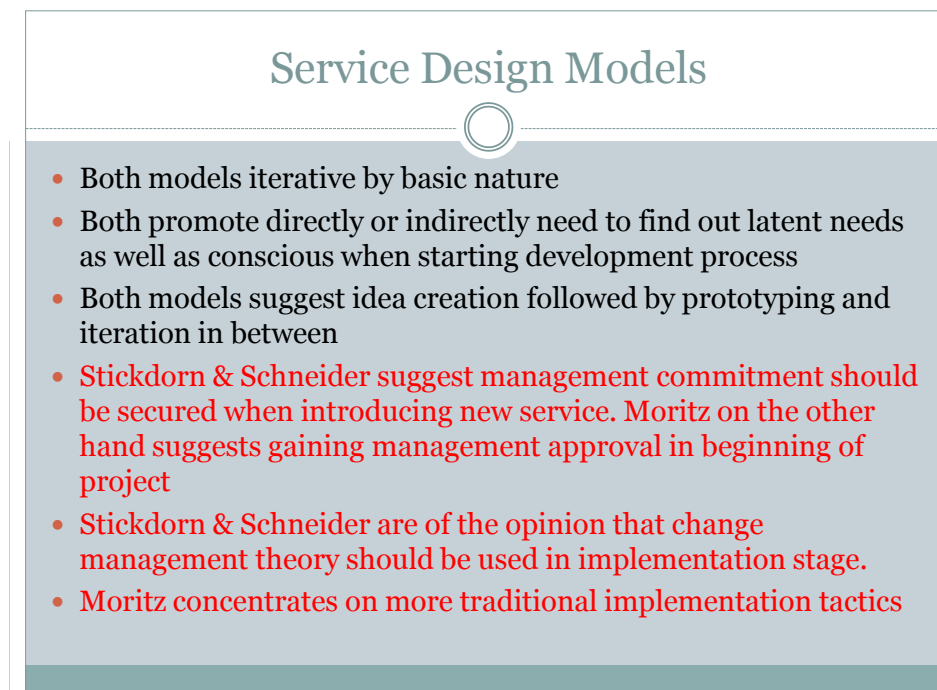 Service Design Models
• Both models iterative by basic nature
• Both promote directly or indirectly need to find out latent needs
as well as conscious when starting development process
• Both models suggest idea creation followed by prototyping and
iteration in between
• Stickdorn & Schneider suggest management commitment should
be secured when introducing new service. Moritz on the other
hand suggests gaining management approval in beginning of
project
• Stickdorn & Schneider are of the opinion that change
management theory should be used in implementation stage.
• Moritz concentrates on more traditional implementation tactics